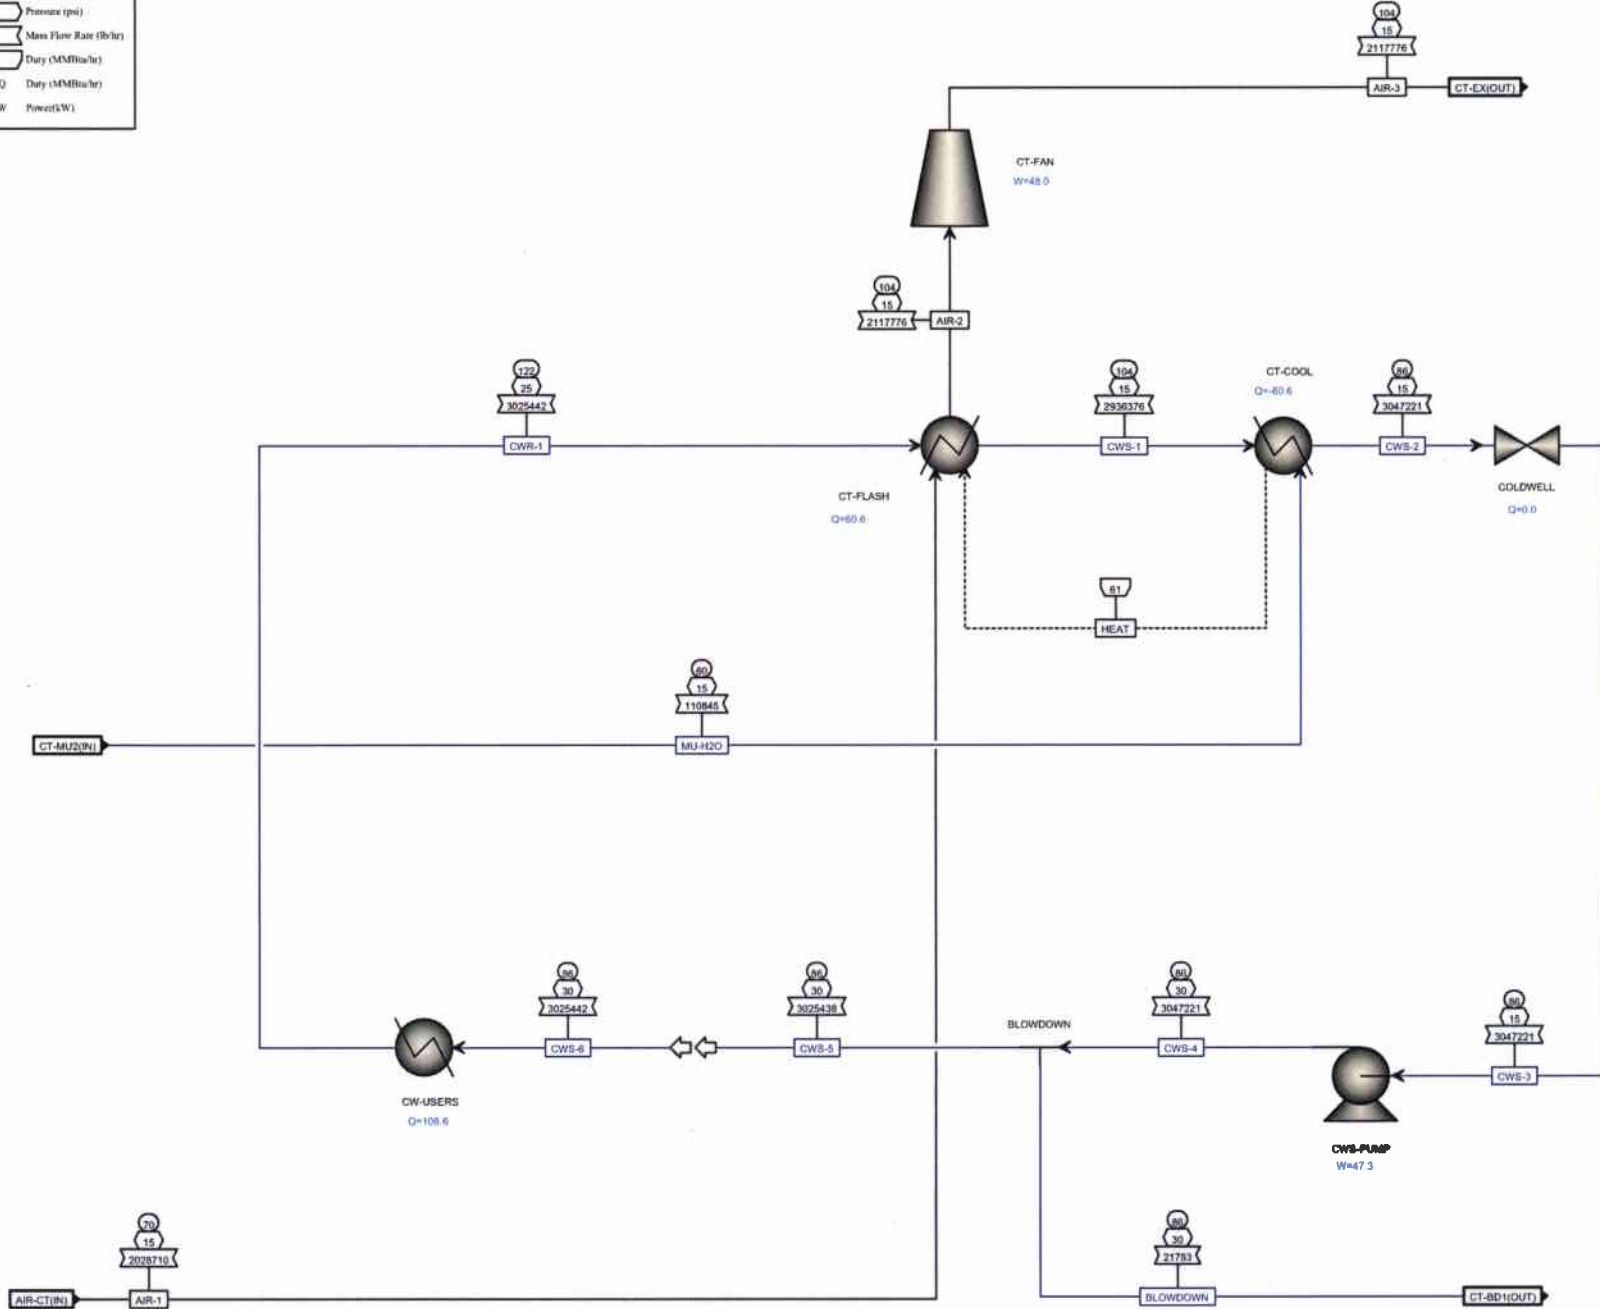 Pressure (psi)
Mass Flow Rate (lb/hr)
Duty (MMBtu/hr)
Q Duty (MMBtu/hr)
W Power(kW)
104
15
2117776
AIR-3
CT-EX(OUT)
CT-FAN
W=48.0
104
15
2117776
AIR-2
122
25
3025442
CWR-1
104
15
2936376
CWS-1
CT-COOL
Q=-60.6
86
15
3047221
CWS-2
COLDWELL
Q=0.0
CT-FLASH
Q=60.6
61
HEAT
60
15
110845
MU-H2O
CT-MU2(IN)
86
30
3025442
CWS-6
86
30
3025438
CWS-5
BLOWDOWN
86
30
3047221
CWS-4
86
15
3047221
CWS-3
CW-USERS
Q=108.6
CWS-PUMP
W=47.3
70
15
2028710
AIR-1
AIR-CT(IN)
86
30
21783
BLOWDOWN
CT-BD1(OUT)